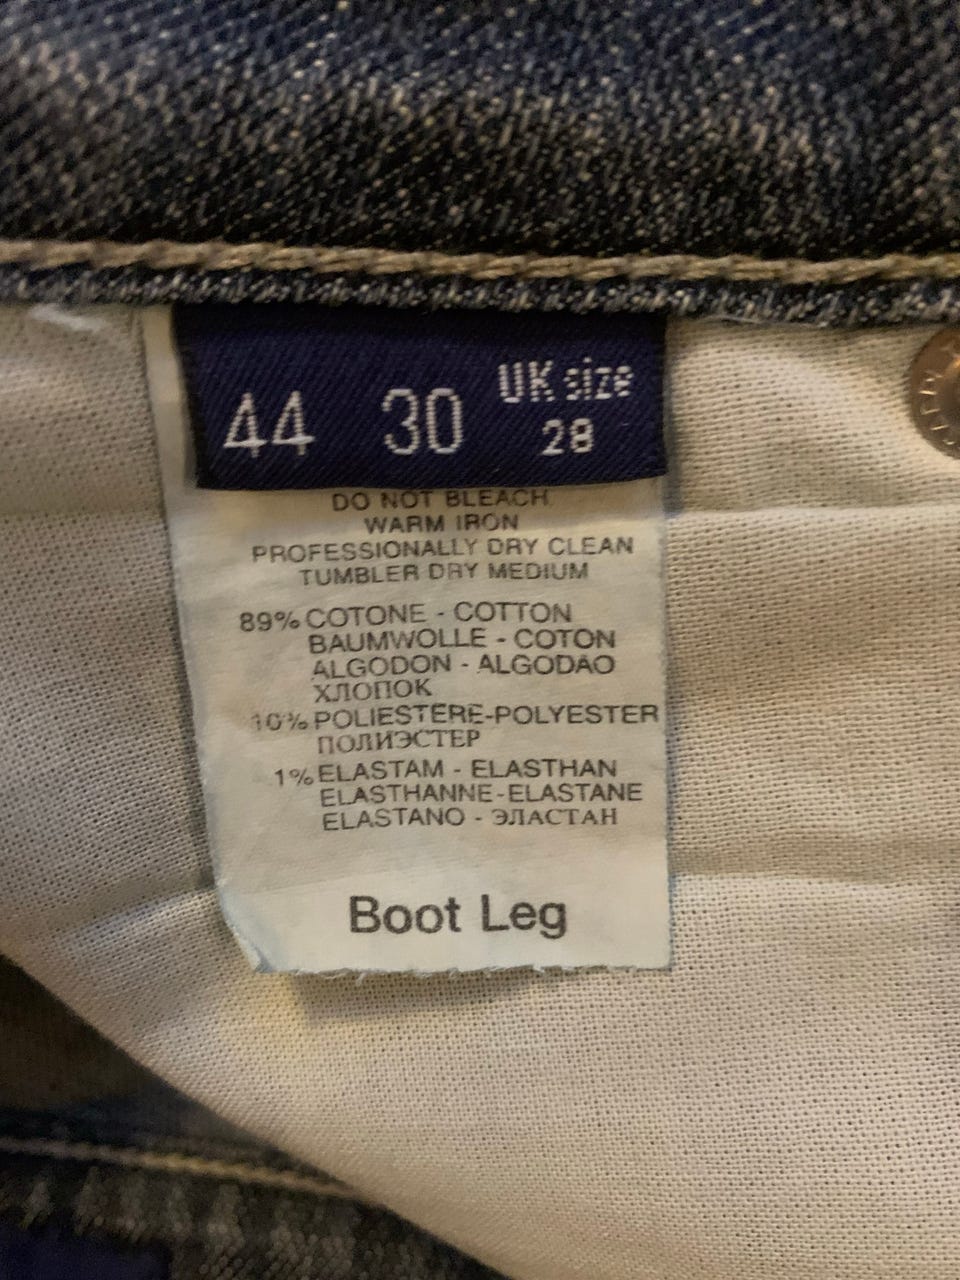 44 30 UK size
28
DO NOT BLEACH
WARM IRON
PROFESSIONALLY DRY CLEAN
TUMBLER DRY MEDIUM
89% COTONE - COTTON
BAUMWOLLE - COTON
ALGODON - ALGODAO
ХЛОПОК
10% POLIESTERE-POLYESTER
ПОЛИЭСТЕР
1% ELASTAM - ELASTHAN
ELASTHANNE-ELASTANE
ELASTANO - ЭЛАСТАН
Boot Leg